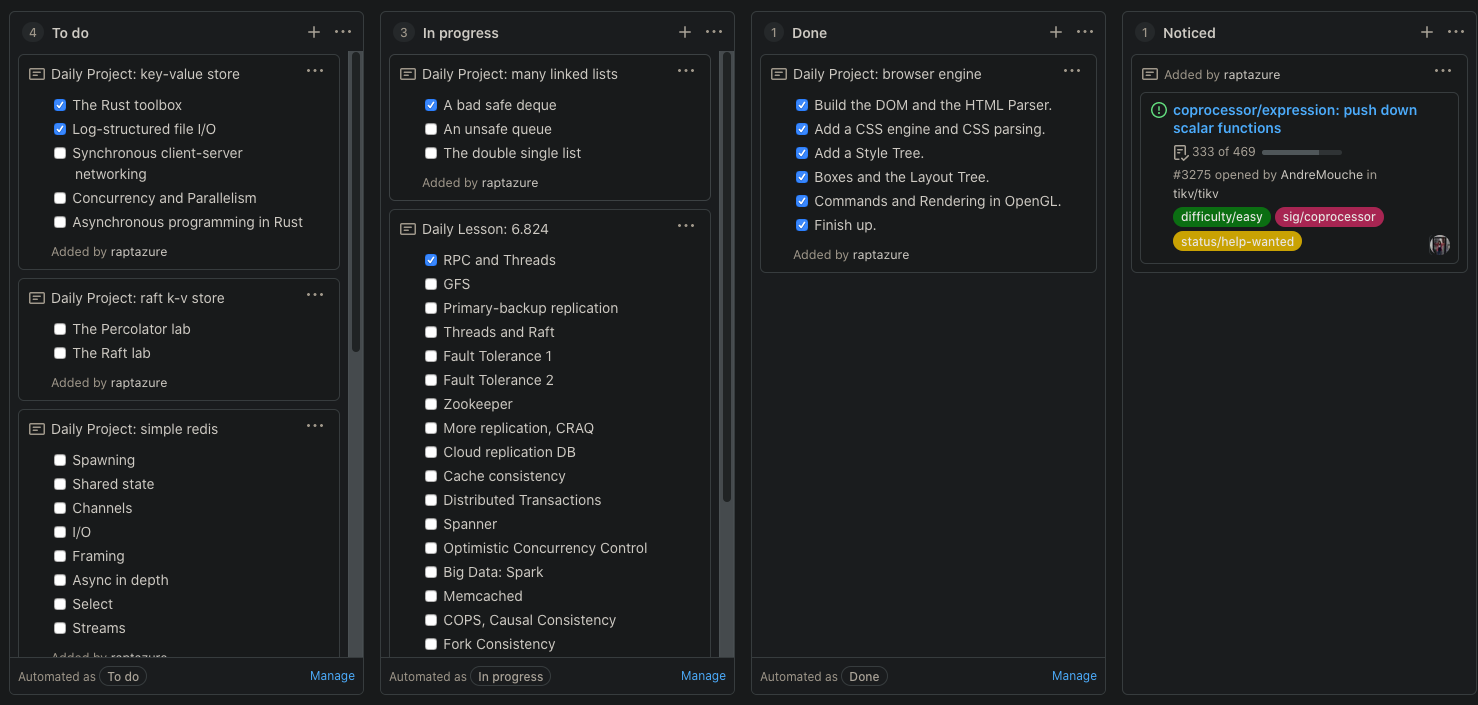 4 To do
Daily Project: key-value store
The Rust toolbox
Log-structured file I/O
Synchronous client-server
networking
Concurrency and Parallelism
Asynchronous programming in Rust
Added by raptazure
Daily Project: raft k-v store
The Percolator lab
The Raft lab
Added by raptazure
Daily Project: simple redis
Spawning
Shared state
Channels
I/O
Framing
Async in depth
Select
Streams
Added by raptazure
Automated as To do Manage
3 In progress
Daily Project: many linked lists
A bad safe deque
An unsafe queue
The double single list
Added by raptazure
Daily Lesson: 6.824
RPC and Threads
GFS
Primary-backup replication
Threads and Raft
Fault Tolerance 1
Fault Tolerance 2
Zookeeper
More replication, CRAQ
Cloud replication DB
Cache consistency
Distributed Transactions
Spanner
Optimistic Concurrency Control
Big Data: Spark
Memcached
COPS, Causal Consistency
Fork Consistency
Automated as In progress Manage
1 Done
Daily Project: browser engine
Build the DOM and the HTML Parser.
Add a CSS engine and CSS parsing.
Add a Style Tree.
Boxes and the Layout Tree.
Commands and Rendering in OpenGL.
Finish up.
Added by raptazure
Automated as Done Manage
1 Noticed
Added by raptazure
coprocessor/expression: push down
scalar functions
333 of 469
#3275 opened by AndreMouche in
tikv/tikv
difficulty/easy sig/coprocessor
status/help-wanted